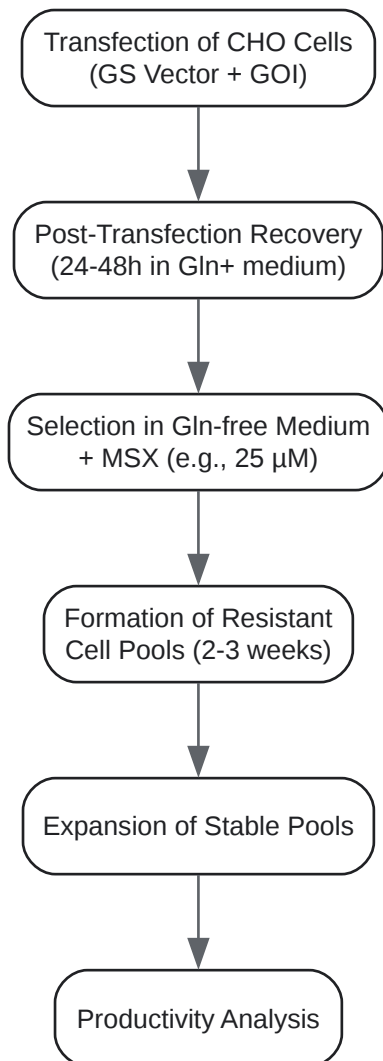 Transfection of CHO Cells
(GS Vector + GOI)
Post-Transfection Recovery
(24-48h in Gln+ medium)
Selection in Gln-free Medium
+ MSX (e.g., 25 µM)
Formation of Resistant
Cell Pools (2-3 weeks)
Expansion of Stable Pools
Productivity Analysis